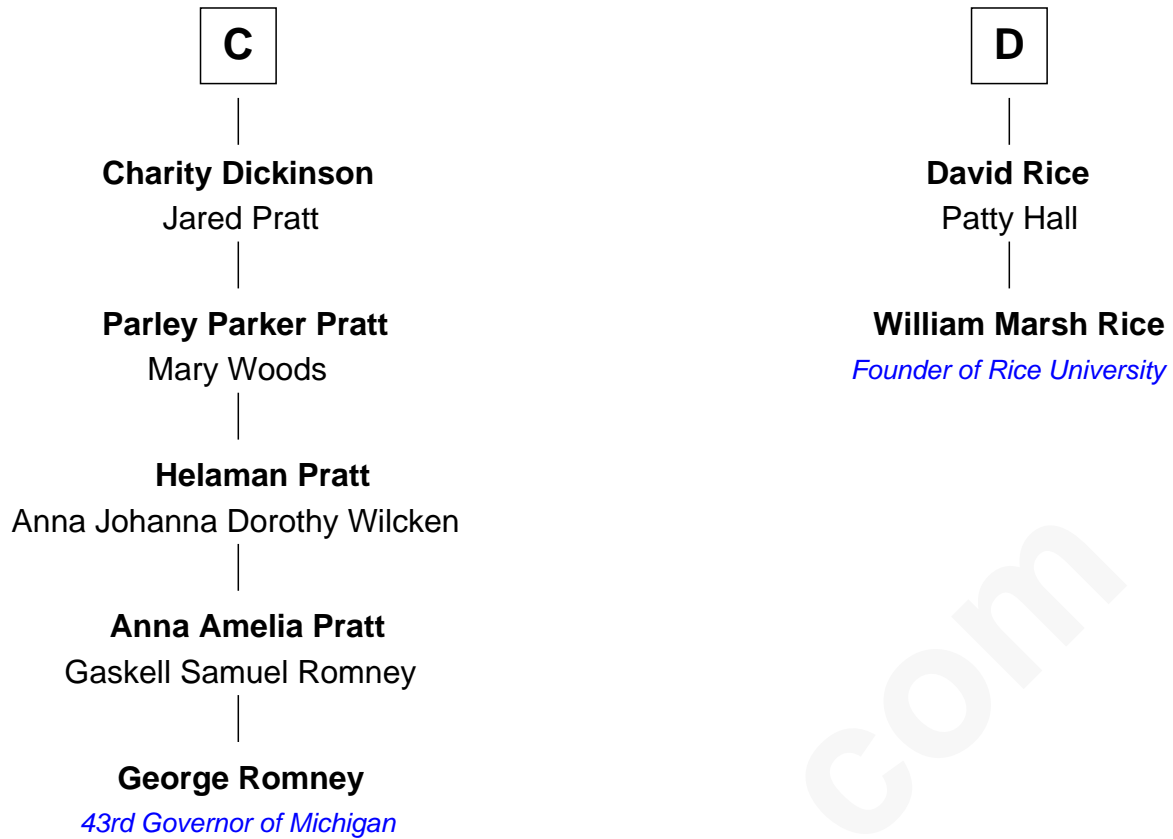 C
Charity Dickinson
Jared Pratt
Parley Parker Pratt
Mary Woods
Helaman Pratt
Anna Johanna Dorothy Wilcken
Anna Amelia Pratt
Gaskell Samuel Romney
George Romney
43rd Governor of Michigan
D
David Rice
Patty Hall
William Marsh Rice
Founder of Rice University
com